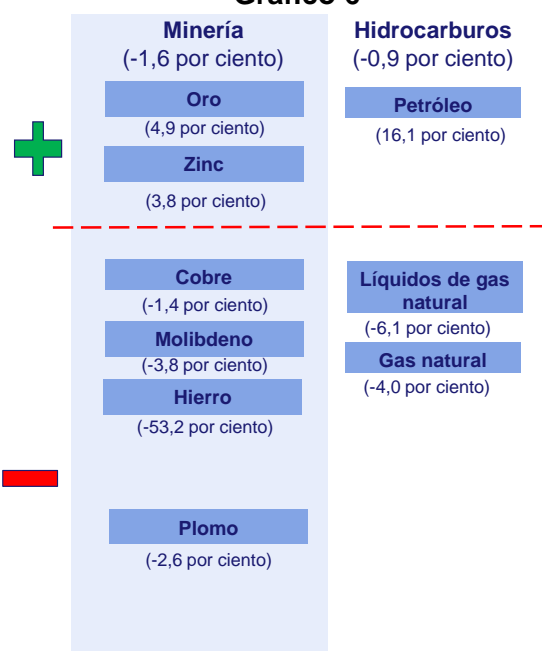 Minería
(-1,6 por ciento)
Oro
(4,9 por ciento)
Zinc
(3,8 por ciento)
Cobre
(-1,4 por ciento)
Molibdeno
(-3,8 por ciento)
Hierro
(-53,2 por ciento)
Plomo
(-2,6 por ciento)
Hidrocarburos
(-0,9 por ciento)
Petróleo
(16,1 por ciento)
Líquidos de gas
natural
(-6,1 por ciento)
Gas natural
(-4,0 por ciento)